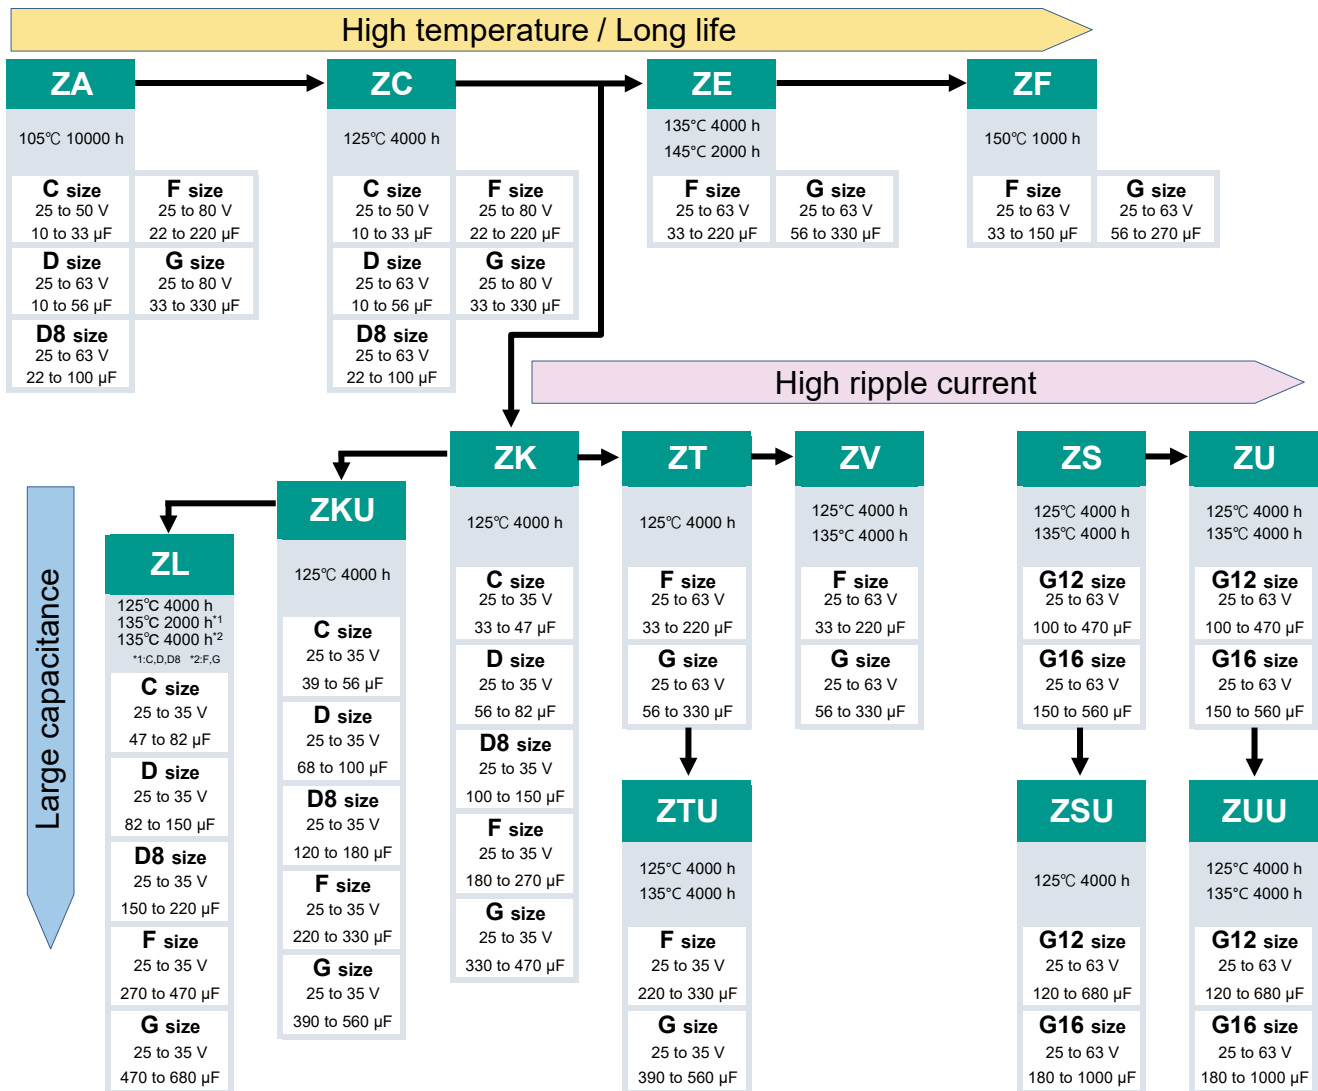 High temperature / Long life
ZA
105℃ 10000 h
C size
25 to 50 V
10 to 33 µF
F size
25 to 80 V
22 to 220 µF
D size
25 to 63 V
10 to 56 µF
G size
25 to 80 V
33 to 330 µF
D8 size
25 to 63 V
22 to 100 µF
ZC
125℃ 4000 h
C size
25 to 50 V
10 to 33 µF
F size
25 to 80 V
22 to 220 µF
D size
25 to 63 V
10 to 56 µF
G size
25 to 80 V
33 to 330 µF
D8 size
25 to 63 V
22 to 100 µF
ZE
135°C 4000 h
145°C 2000 h
F size
25 to 63 V
33 to 220 µF
G size
25 to 63 V
56 to 330 µF
ZF
150℃ 1000 h
F size
25 to 63 V
33 to 150 µF
G size
25 to 63 V
56 to 270 µF
High ripple current
Large capacitance
ZL
125℃ 4000 h
135℃ 2000 h*1
135℃ 4000 h*2
*1:C,D,D8 *2:F,G
C size
25 to 35 V
47 to 82 µF
D size
25 to 35 V
82 to 150 µF
D8 size
25 to 35 V
150 to 220 µF
F size
25 to 35 V
270 to 470 µF
G size
25 to 35 V
470 to 680 µF
ZKU
125℃ 4000 h
C size
25 to 35 V
39 to 56 µF
D size
25 to 35 V
68 to 100 µF
D8 size
25 to 35 V
120 to 180 µF
F size
25 to 35 V
220 to 330 µF
G size
25 to 35 V
390 to 560 µF
ZK
125℃ 4000 h
C size
25 to 35 V
33 to 47 µF
D size
25 to 35 V
56 to 82 µF
D8 size
25 to 35 V
100 to 150 µF
F size
25 to 35 V
180 to 270 µF
G size
25 to 35 V
330 to 470 µF
ZT
125℃ 4000 h
F size
25 to 63 V
33 to 220 µF
G size
25 to 63 V
56 to 330 µF
ZTU
125℃ 4000 h
135℃ 4000 h
F size
25 to 35 V
220 to 330 µF
G size
25 to 35 V
390 to 560 µF
ZV
125°C 4000 h
135°C 4000 h
F size
25 to 63 V
33 to 220 µF
G size
25 to 63 V
56 to 330 µF
ZS
125℃ 4000 h
135℃ 4000 h
G12 size
25 to 63 V
100 to 470 µF
G16 size
25 to 63 V
150 to 560 µF
ZSU
125℃ 4000 h
G12 size
25 to 63 V
120 to 680 µF
G16 size
25 to 63 V
180 to 1000 µF
ZU
125℃ 4000 h
135℃ 4000 h
G12 size
25 to 63 V
100 to 470 µF
G16 size
25 to 63 V
150 to 560 µF
ZUU
125°C 4000 h
135°C 4000 h
G12 size
25 to 63 V
120 to 680 µF
G16 size
25 to 63 V
180 to 1000 µF